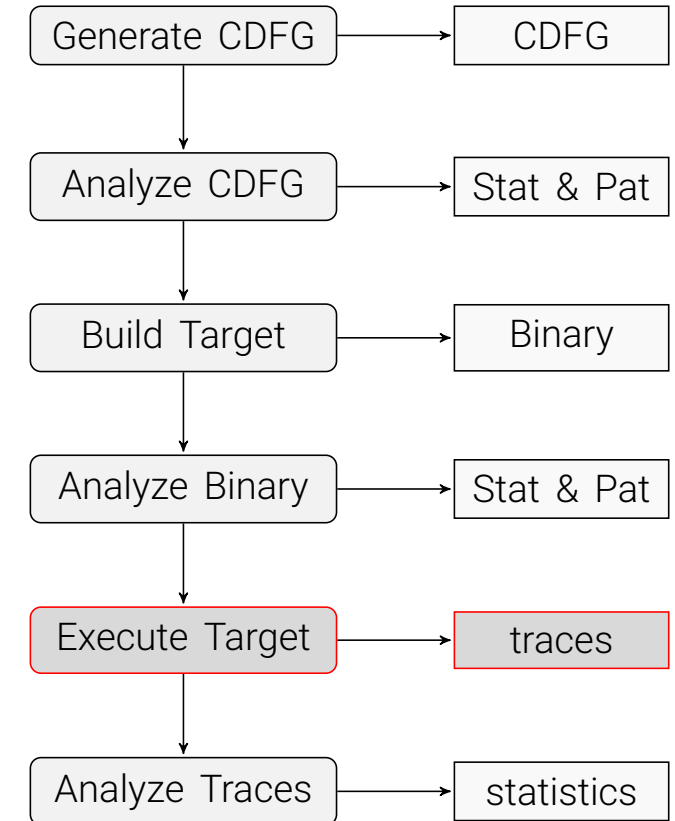 Generate CDFG
CDFG
Analyze CDFG
Stat & Pat
Build Target
Binary
Analyze Binary
Stat & Pat
Execute Target
traces
Analyze Traces
statistics